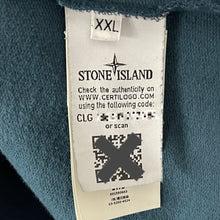 XXL
STONE ISLAND
Check the authenticity on
WWW.CERTILOGO.COM
using the following code:
CLG
or scan